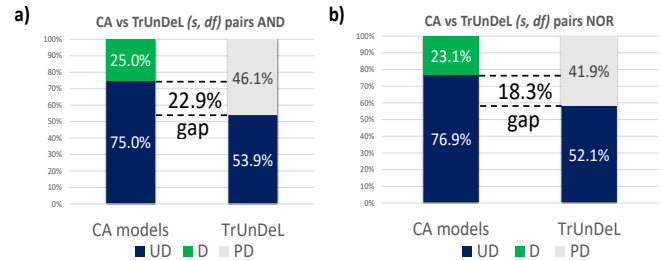 a)
CA vs TrUnDeL (s, df) pairs AND
100%
90%
80%
70%
60%
50%
40%
30%
20%
10%
0%
25.0%
75.0%
22.9%
gap
46.1%
53.9%
CA models
TrUnDeL
UD D PD
b)
CA vs TrUnDeL (s, df) pairs NOR
100%
90%
80%
70%
60%
50%
40%
30%
20%
10%
0%
23.1%
76.9%
18.3%
gap
41.9%
52.1%
CA models
TrUnDeL
UD D PD